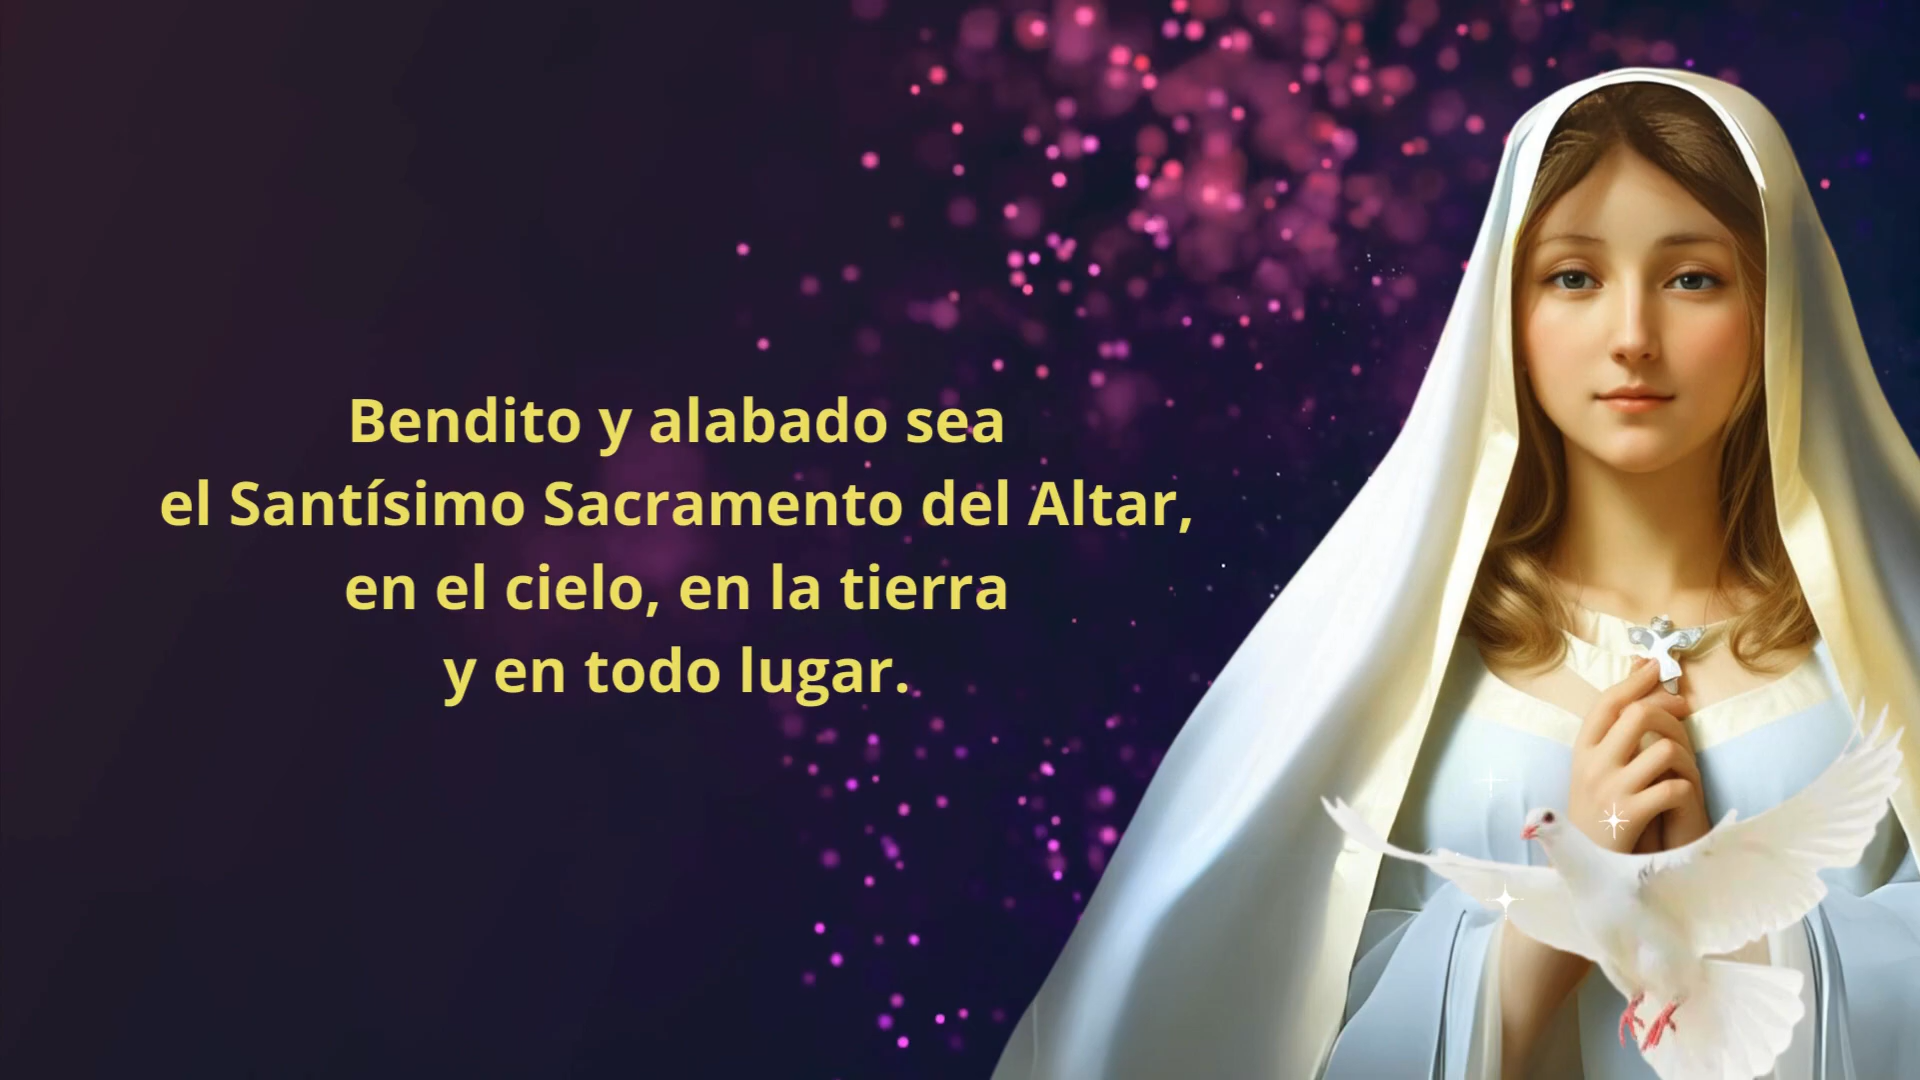 Bendito y alabado sea
el Santísimo Sacramento del Altar,
en el cielo, en la tierra
y en todo lugar.